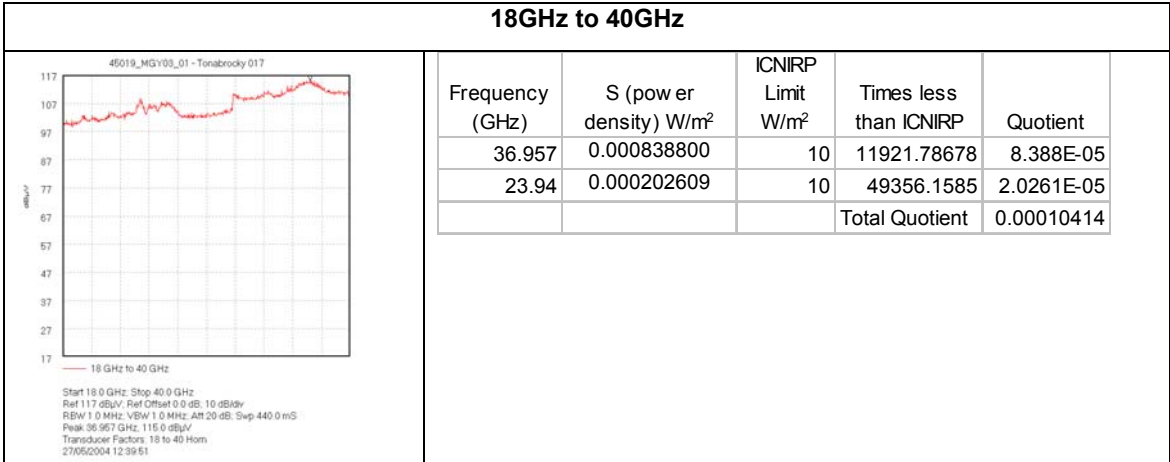 18GHz to 40GHz
45019_MGY03_01 - Tonabrocky 017
117
107
97
87
77
67
57
47
37
27
17
dBµV
18 GHz to 40 GHz
Start 18.0 GHz; Stop 40.0 GHz
Ref 117 dBµV; Ref Offset 0.0 dB; 10 dB/div
RBW 1.0 MHz; VBW 1.0 MHz; Att 20 dB; Swp 440.0 mS
Peak 36.957 GHz, 115.0 dBµV
Transducer Factors: 18 to 40 Horn
27/05/2004 12:39:51
Frequency (GHz) S (pow er density) W/m² ICNIRP Limit W/m² Times less than ICNIRP Quotient
36.957 0.000838800 10 11921.78678 8.388E-05
23.94 0.000202609 10 49356.1585 2.0261E-05
Total Quotient 0.00010414